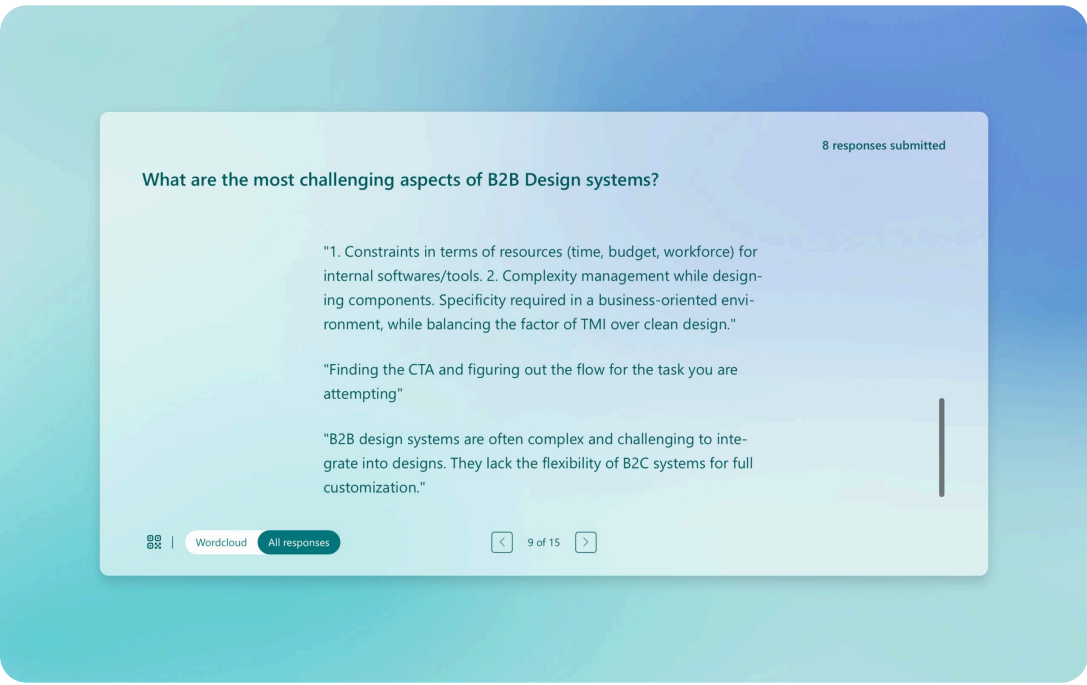 8 responses submitted
What are the most challenging aspects of B2B Design systems?
"1. Constraints in terms of resources (time, budget, workforce) for
internal softwares/tools. 2. Complexity management while design-
ing components. Specificity required in a business-oriented envi-
ronment, while balancing the factor of TMI over clean design."
"Finding the CTA and figuring out the flow for the task you are
attempting"
"B2B design systems are often complex and challenging to inte-
grate into designs. They lack the flexibility of B2C systems for full
customization."
Wordcloud
All responses
9 of 15